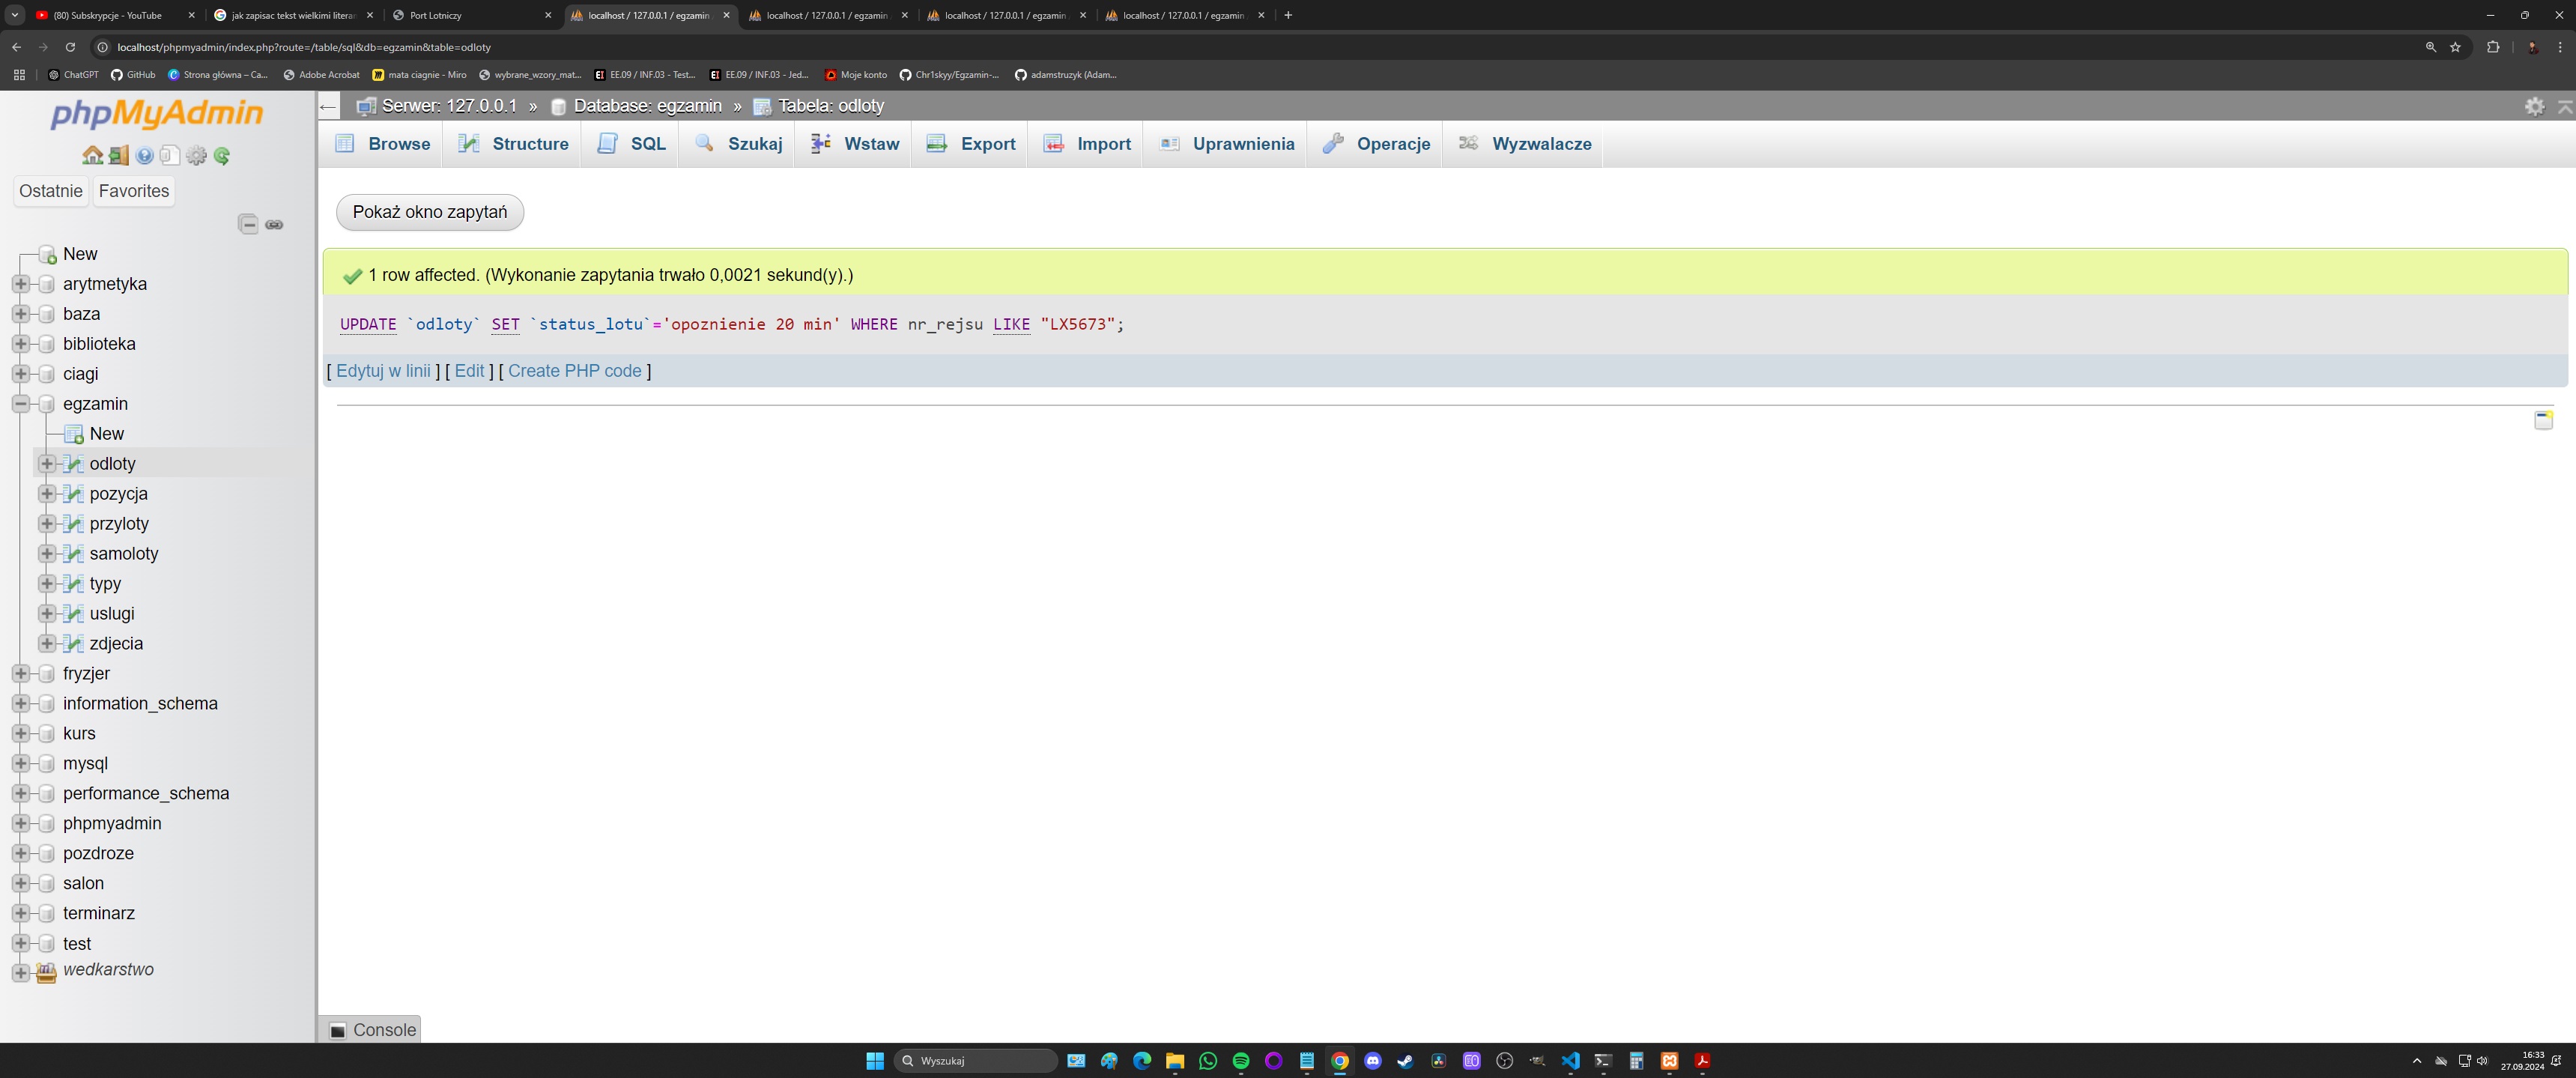 (80) Subskrypcje - YouTube
jak zapisac tekst wielkimi litera
Port Lotniczy
localhost / 127.0.0.1 / egzamin
localhost / 127.0.0.1 / egzamin
localhost / 127.0.0.1 / egzamin
localhost / 127.0.0.1 / egzamin
localhost/phpmyadmin/index.php?route=/table/sql&db=egzamin&table=odloty
ChatGPT
GitHub
Strona główna – Ca...
Adobe Acrobat
mata ciagnie - Miro
wybrane_wzory_mat...
EE.09 / INF.03 - Test...
EE.09 / INF.03 - Jed...
Moje konto
Chr1skyy/Egzamin-...
adamstruzyk (Adam...
phpMyAdmin
Ostatnie Favorites
New
arytmetyka
baza
biblioteka
ciagi
egzamin
New
odloty
pozycja
przyloty
samoloty
typy
uslugi
zdjecia
fryzjer
information_schema
kurs
mysql
performance_schema
phpmyadmin
pozdroze
salon
terminarz
test
wedkarstwo
Serwer: 127.0.0.1 » Database: egzamin » Tabela: odloty
Browse Structure SQL Szukaj Wstaw Export Import Uprawnienia Operacje Wyzwalacze
Pokaż okno zapytań
1 row affected. (Wykonanie zapytania trwało 0,0021 sekund(y).)
UPDATE `odloty` SET `status_lotu`='opoznienie 20 min' WHERE nr_rejsu LIKE "LX5673";
[ Edytuj w linii ] [ Edit ] [ Create PHP code ]
Console
Wyszukaj
16:33
27.09.2024